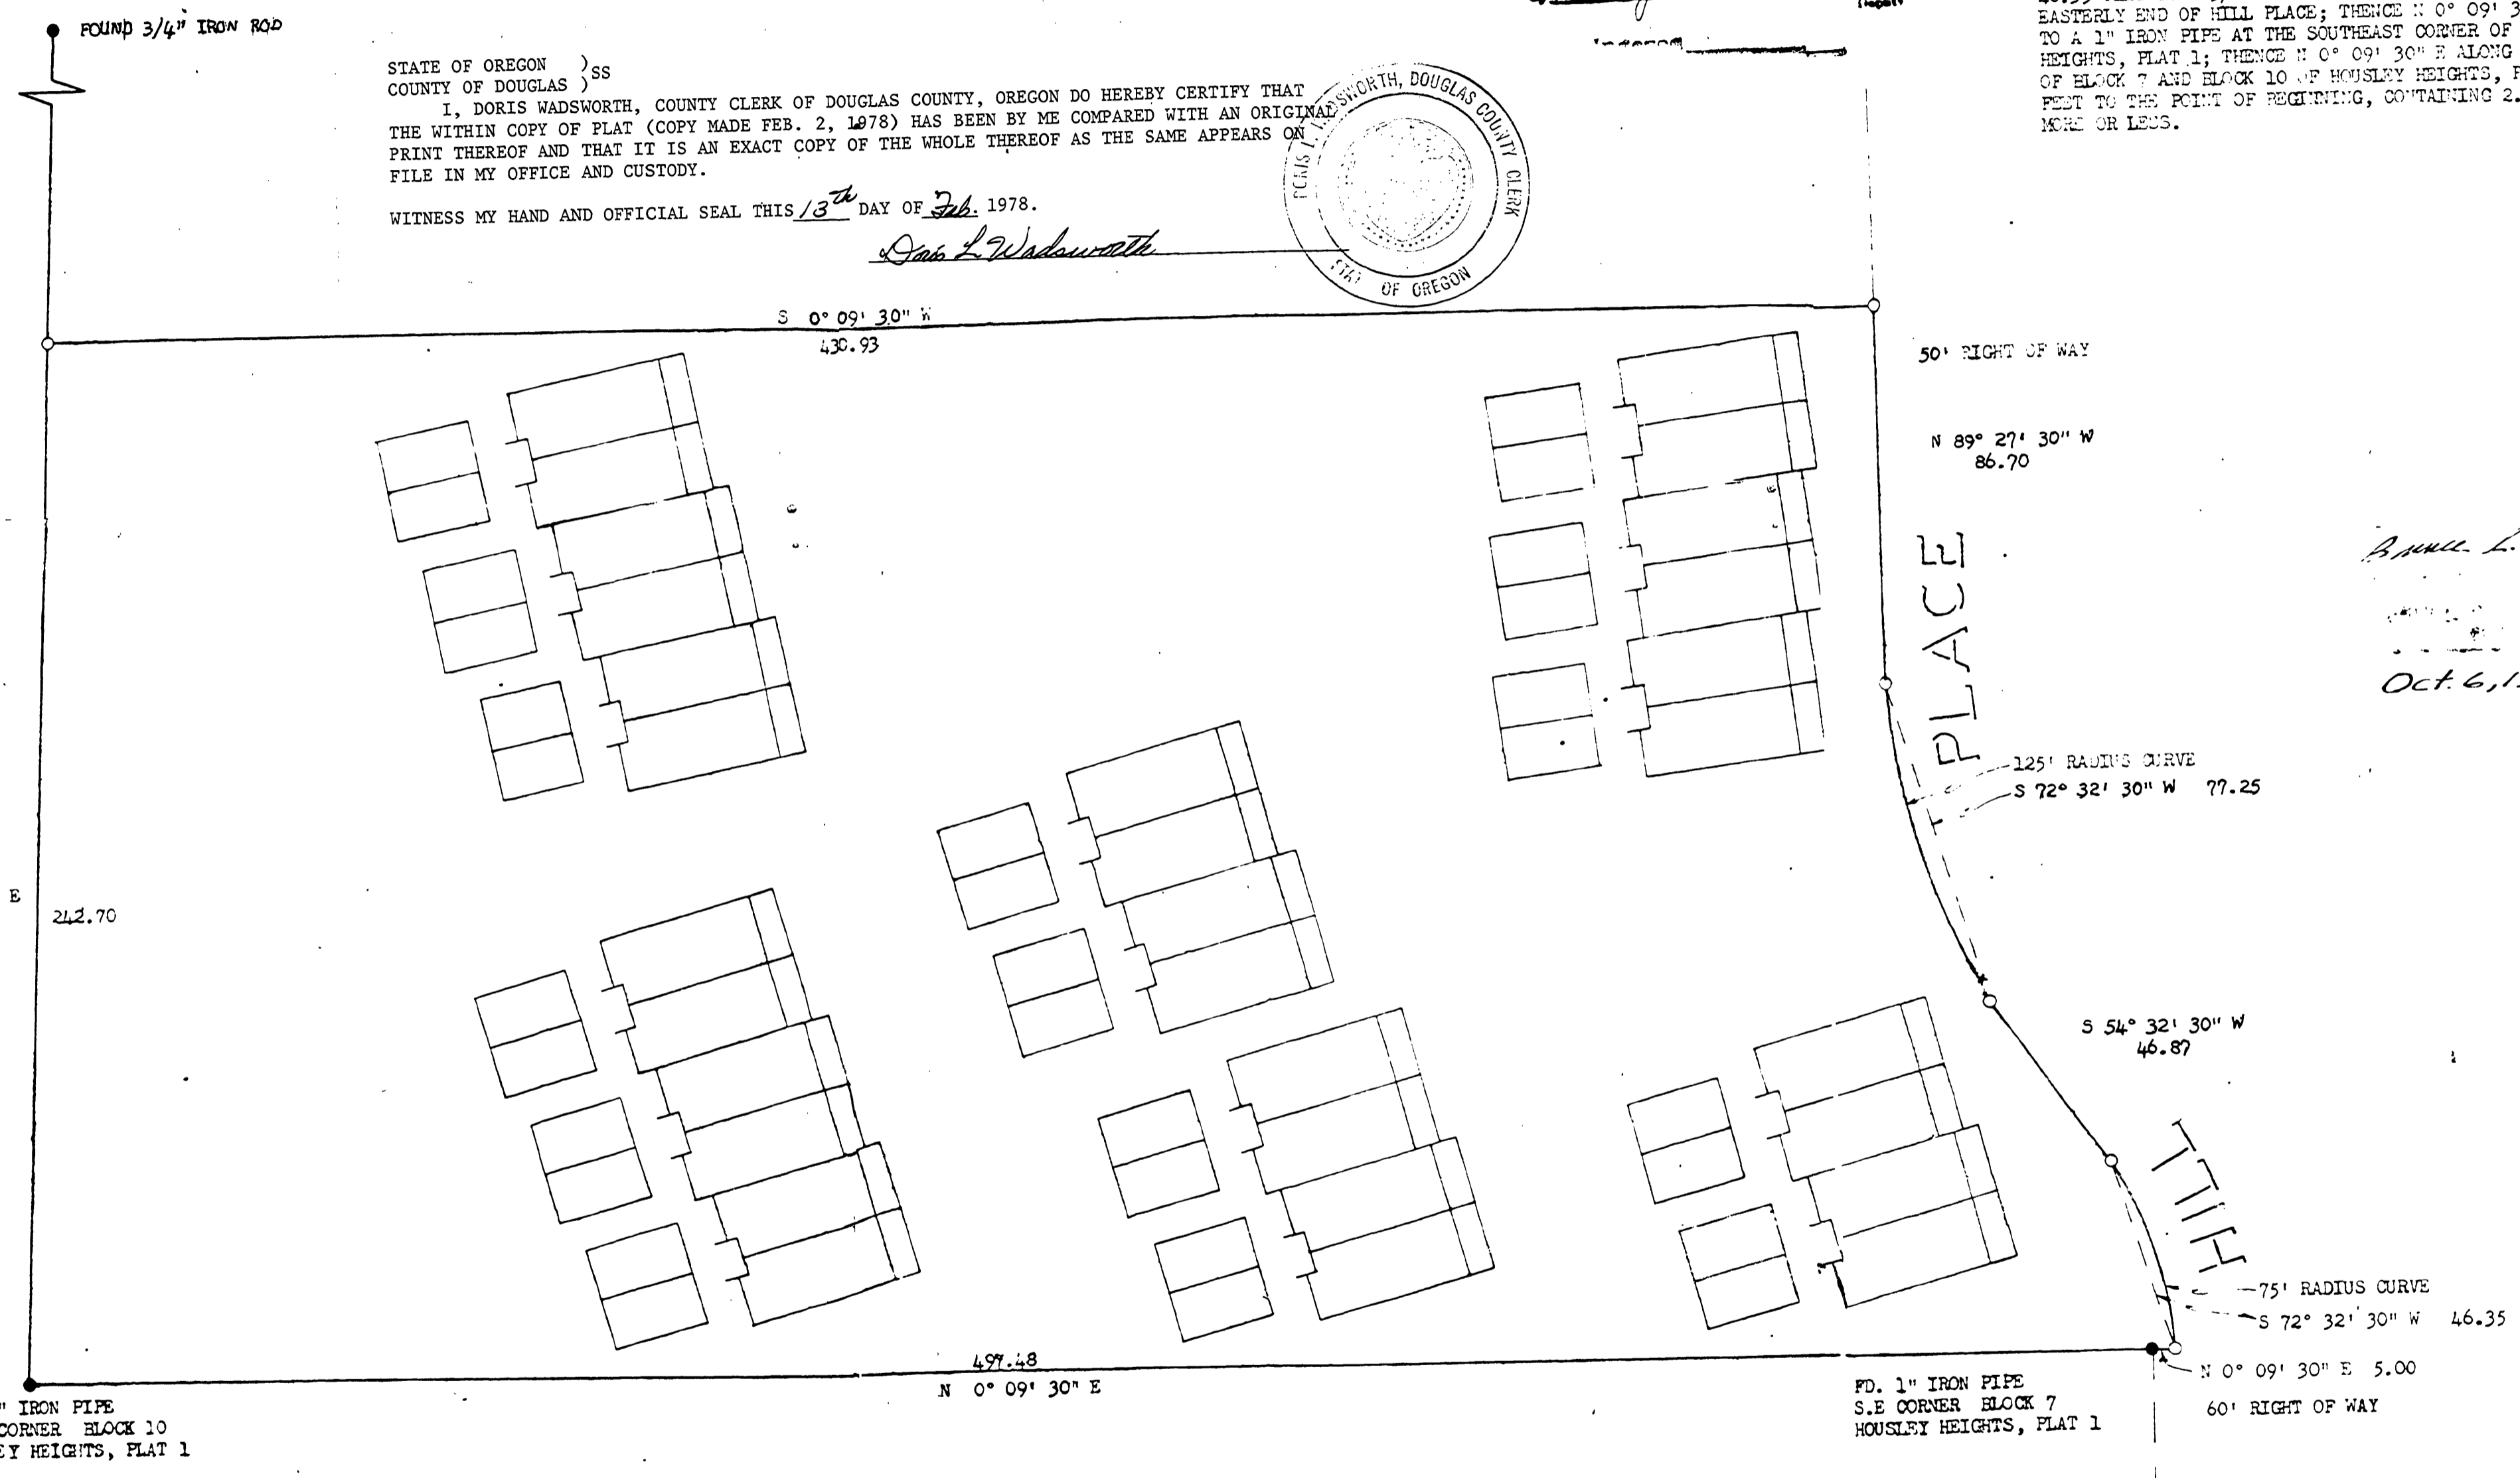 FOUND 3/4" IRON ROD
STATE OF OREGON )
COUNTY OF DOUGLAS ) SS
I, DORIS WADSWORTH, COUNTY CLERK OF DOUGLAS COUNTY, OREGON DO HEREBY CERTIFY THAT
THE WITHIN COPY OF PLAT (COPY MADE FEB. 2, 1978) HAS BEEN BY ME COMPARED WITH AN ORIGINAL
PRINT THEREOF AND THAT IT IS AN EXACT COPY OF THE WHOLE THEREOF AS THE SAME APPEARS ON
FILE IN MY OFFICE AND CUSTODY.
WITNESS MY HAND AND OFFICIAL SEAL THIS 13th DAY OF Feb. 1978.
Doris L. Wadsworth
DORIS L. WADSWORTH, DOUGLAS COUNTY CLERK
OF OREGON
EASTERLY END OF HILL PLACE; THENCE N 0° 09' 3
TO A 1" IRON PIPE AT THE SOUTHEAST CORNER OF
HEIGHTS, PLAT 1; THENCE N 0° 09' 30" E ALONG
OF BLOCK 7 AND BLOCK 10 OF HOUSLEY HEIGHTS, P
FEET TO THE POINT OF BEGINNING, CONTAINING 2.
MORE OR LESS.
S 0° 09' 30" W
430.93
50' RIGHT OF WAY
N 89° 27' 30" W
86.70
PLACE
Oct. 6, 1
125' RADIUS CURVE
S 72° 32' 30" W 77.25
E
242.70
S 54° 32' 30" W
46.87
HILL
75' RADIUS CURVE
S 72° 32' 30" W 46.35
497.48
N 0° 09' 30" E
N 0° 09' 30" E 5.00
60' RIGHT OF WAY
FD. 1" IRON PIPE
S.E CORNER BLOCK 7
HOUSLEY HEIGHTS, PLAT 1
" IRON PIPE
CORNER BLOCK 10
EY HEIGHTS, PLAT 1